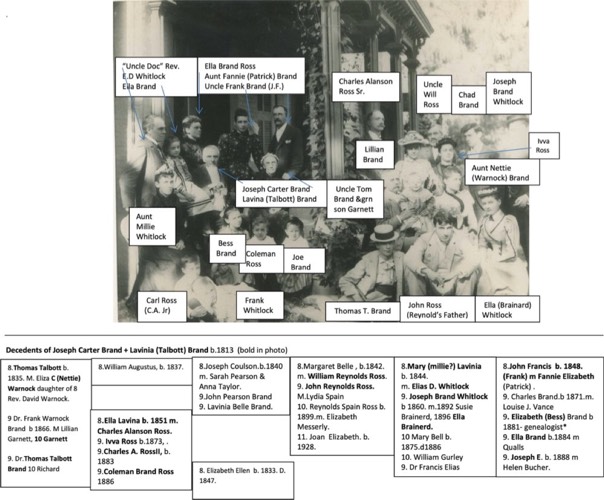 "Uncle Doc" Rev.
E.D Whitlock
Ella Brand
Ella Brand Ross
Aunt Fannie (Patrick) Brand
Uncle Frank Brand (J.F.)
Charles Alanson
Ross Sr.
Uncle
Will
Ross
Chad
Brand
Joseph
Brand
Whitlock
Lillian
Brand
Ivva
Ross
Aunt Nettie
(Warnock) Brand
Joseph Carter Brand
Lavina (Talbott) Brand
Uncle Tom
Brand &grn
son Garnett
Aunt
Millie
Whitlock
Bess
Brand
Coleman
Ross
Joe
Brand
Carl Ross
(C.A. Jr)
Frank
Whitlock
Thomas T. Brand
John Ross
(Reynold's Father)
Ella (Brainard)
Whitlock
Decedents of Joseph Carter Brand + Lavinia (Talbott) Brand b.1813 (bold in photo)
8.Thomas Talbott b.
1835. M. Eliza C (Nettie)
Warnock daughter of 8
Rev. David Warnock.
9. Dr. Frank Warnock
Brand b 1866. M Lillian
Garnett, 10 Garnett
9. Dr.Thomas Talbott
Brand 10 Richard
8.William Augustus, b. 1837.
8.Ella Lavina b. 1851 m.
Charles Alanson Ross.
9. Ivva Ross b.1873, .
9.Charles A. RossII, b.
1883
9.Coleman Brand Ross
1886
8.Joseph Coulson.b.1840
m. Sarah Pearson &
Anna Taylor.
9.John Pearson Brand
9. Lavinia Belle Brand.
8. Elizabeth Ellen b. 1833. D.
1847.
8.Margaret Belle , b.1842.
m. William Reynolds Ross.
9. John Reynolds Ross.
M.Lydia Spain
10. Reynolds Spain Ross b.
1899.m. Elizabeth
Messerly.
11. Joan Elizabeth. b.
1928.
8.Mary (millie?) Lavinia
b. 1844.
m. Elias D. Whitlock
9. Joseph Brand Whitlock
b 1860. m.1892 Susie
Brainerd, 1896 Ella
Brainerd.
10 Mary Bell b.
1875.d1886
10. William Gurley
9. Dr Francis Elias
8.John Francis b. 1848.
(Frank) m Fannie Elizabeth
(Patrick) .
9. Charles Brand.b 1871.m.
Louise J. Vance
9. Elizabeth (Bess) Brand b
1881- genealogist*
9. Ella Brand b.1884 m
Qualls
9. Joseph E. b. 1888 m
Helen Bucher.